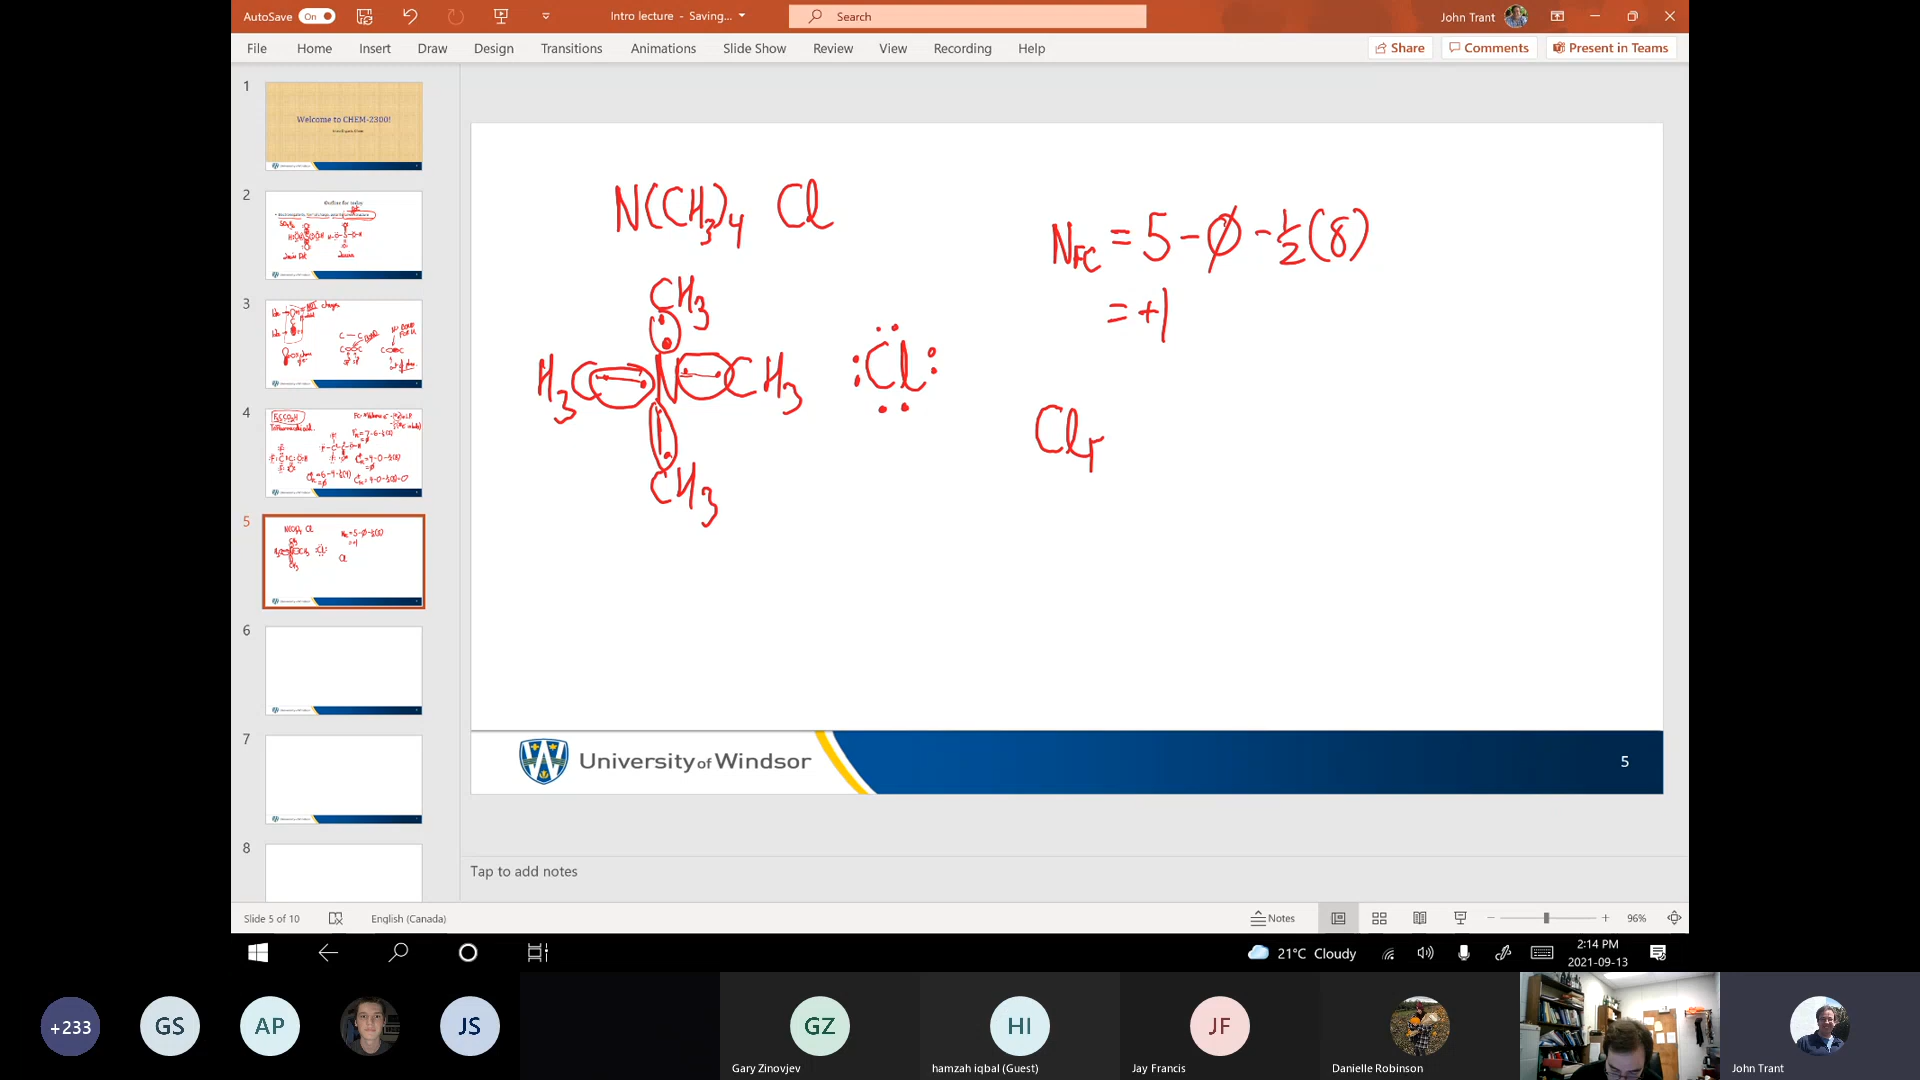 AutoSave On
Intro lecture - Saving...
Search
John Trant
File Home Insert Draw Design Transitions Animations Slide Show Review View Recording Help
Share Comments Present in Teams
1
Welcome to CHEM-2300!
2
3
4
5
6
7
8
N(CH3)4 Cl
NFC = 5 - Ø - 1/2 (8)
= +1
CH3
H3C N CH3
:Cl:
CH3
ClF
University of Windsor
5
Tap to add notes
Slide 5 of 10
English (Canada)
Notes
96%
21°C Cloudy
2:14 PM
2021-09-13
+233
GS
AP
JS
GZ
Gary Zinovjev
HI
hamzah iqbal (Guest)
JF
Jay Francis
Danielle Robinson
John Trant